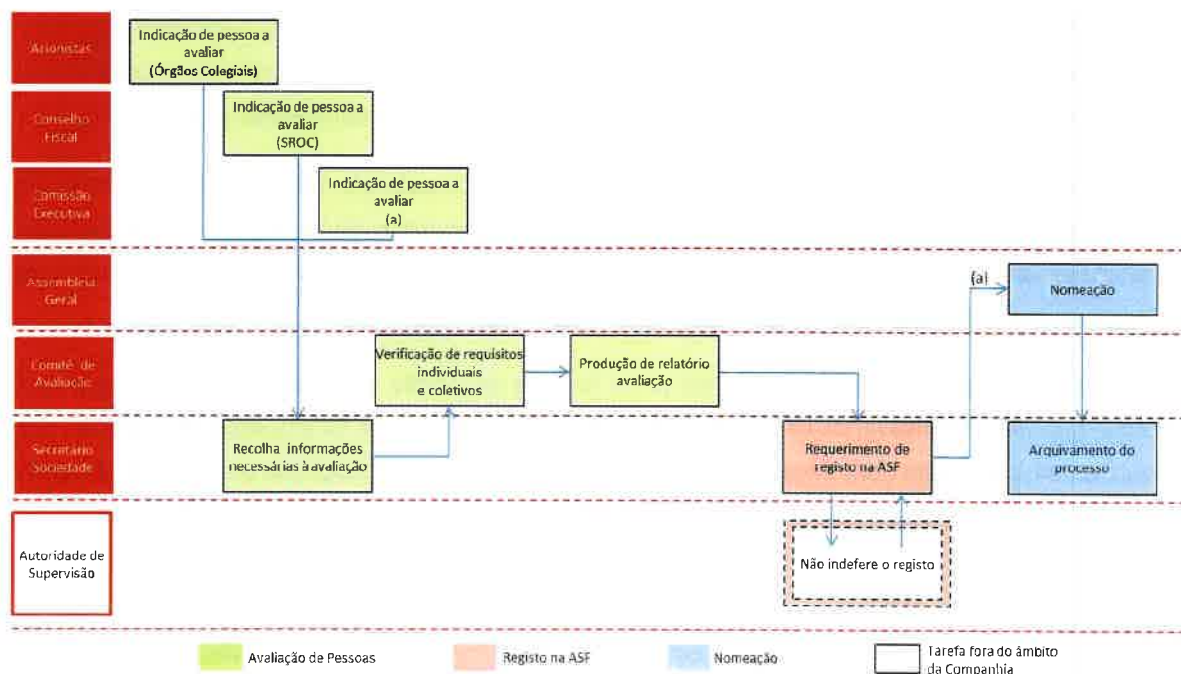 Acionistas
Indicação de pessoa a
avaliar
(Órgãos Colegiais)
Conselho
Fiscal
Indicação de pessoa a
avaliar
(SROC)
Comissão
Executiva
Indicação de pessoa a
avaliar
(a)
Assembleia
Geral
(a)
Nomeação
Comité de
Avaliação
Verificação de requisitos
individuais
e coletivos
Produção de relatório
avaliação
Secretário
Sociedade
Recolha informações
necessárias à avaliação
Requerimento de
registo na ASF
Arquivamento do
processo
Autoridade de
Supervisão
Não indefere o registo
Avaliação de Pessoas
Registo na ASF
Nomeação
Tarefa fora do âmbito
da Companhia